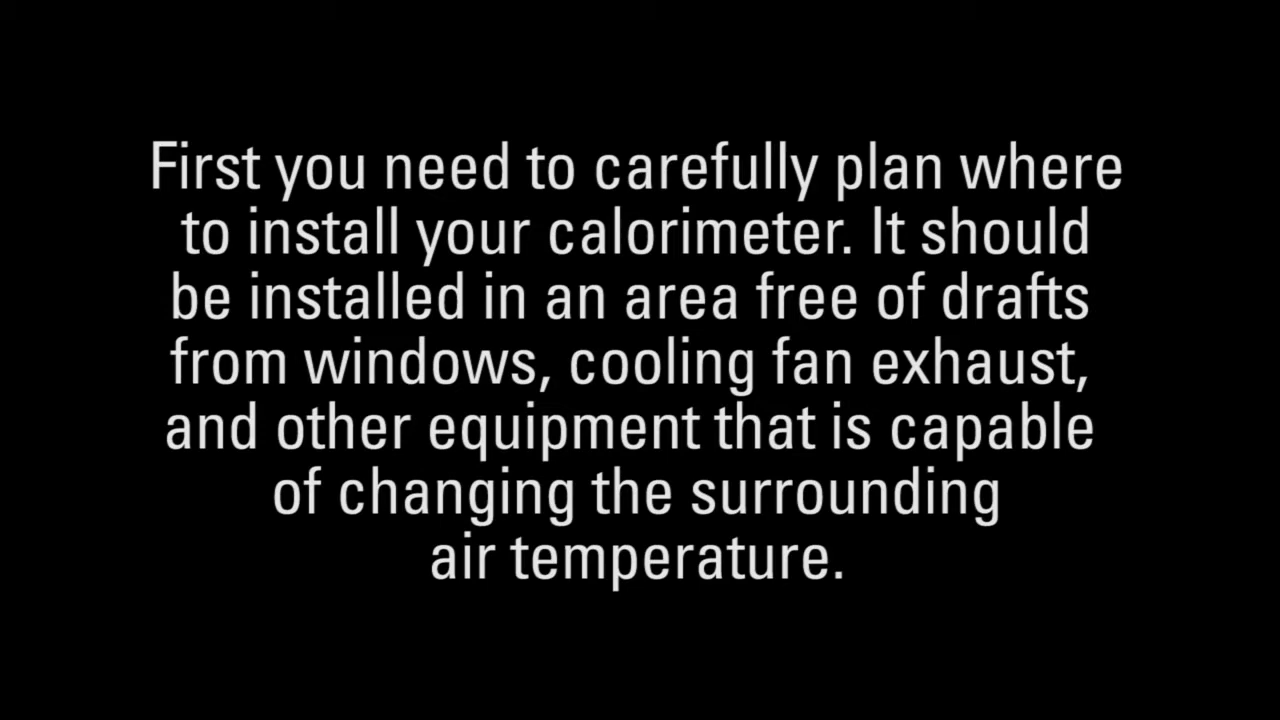 First you need to carefully plan where
to install your calorimeter. It should
be installed in an area free of drafts
from windows, cooling fan exhaust,
and other equipment that is capable
of changing the surrounding
air temperature.